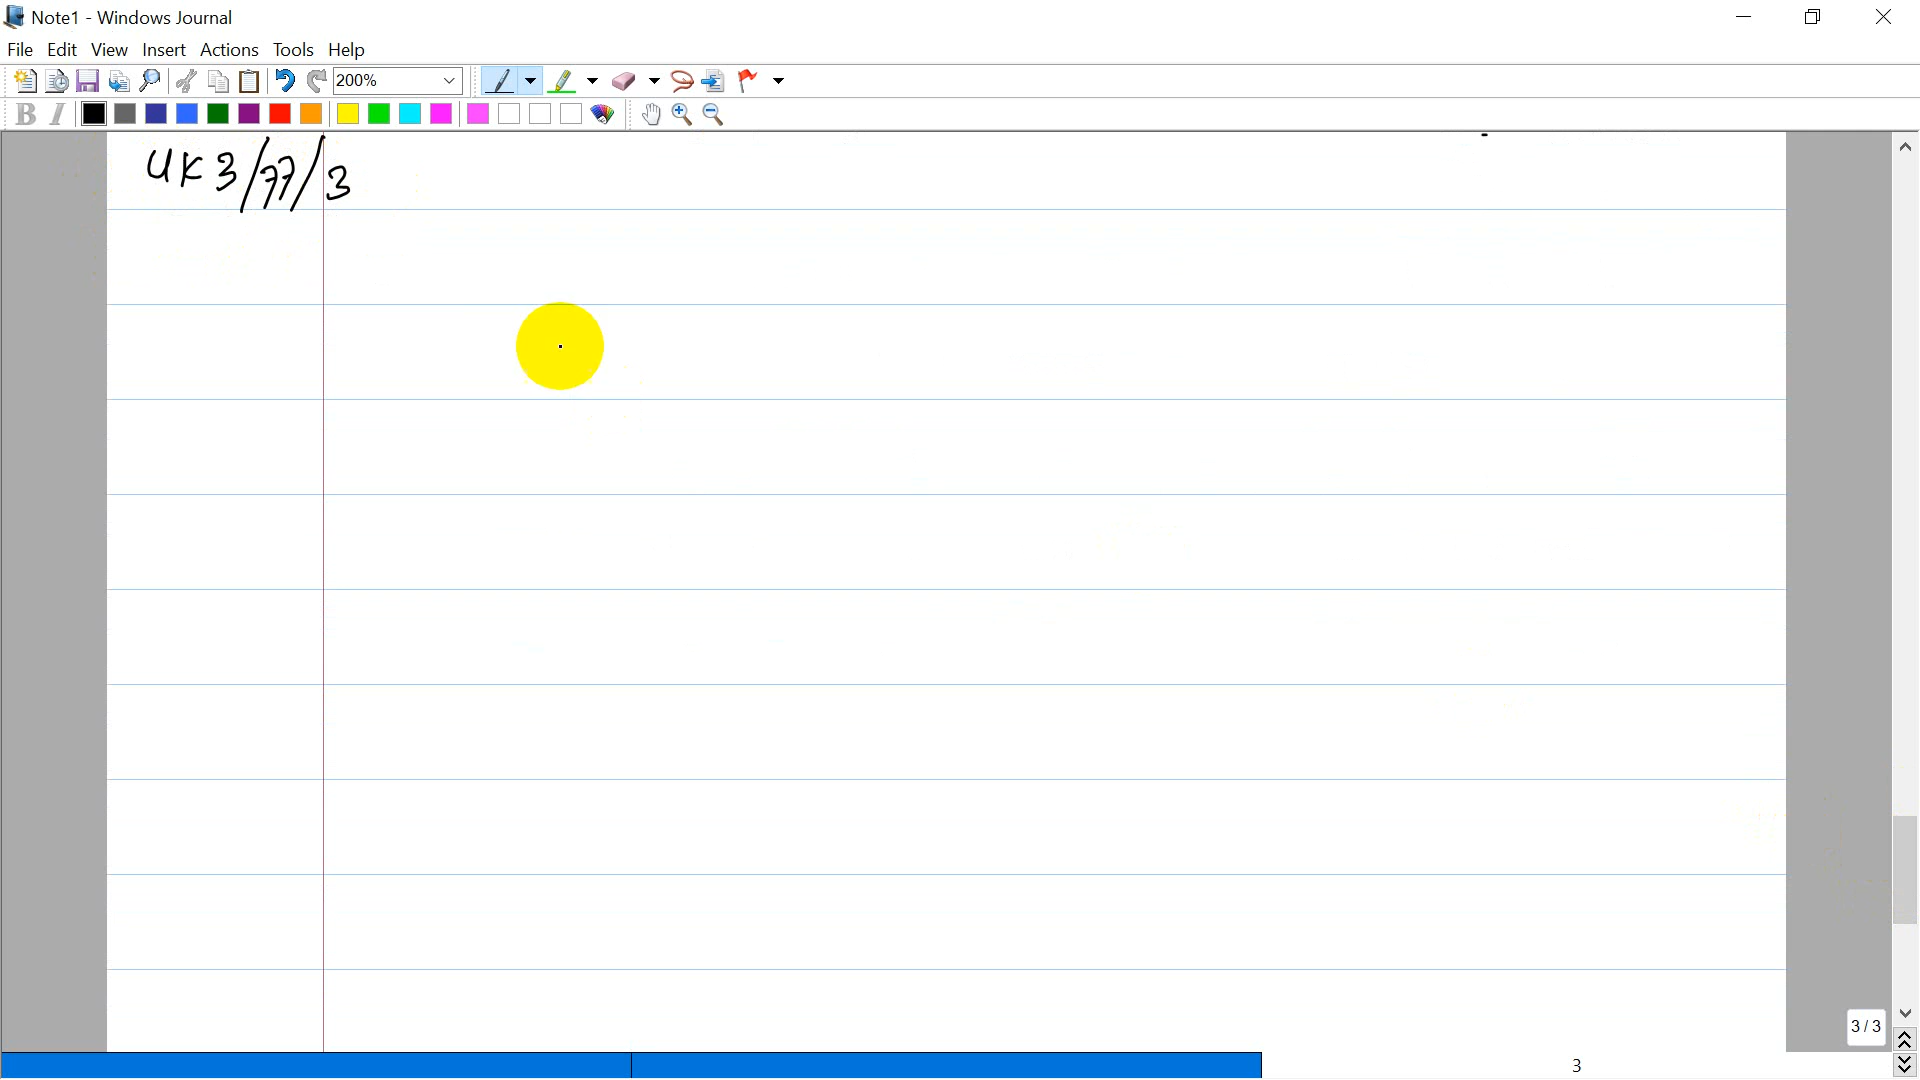 Note1 - Windows Journal
File Edit View Insert Actions Tools Help
200%
B I
UK 3/77/3
3 / 3
3